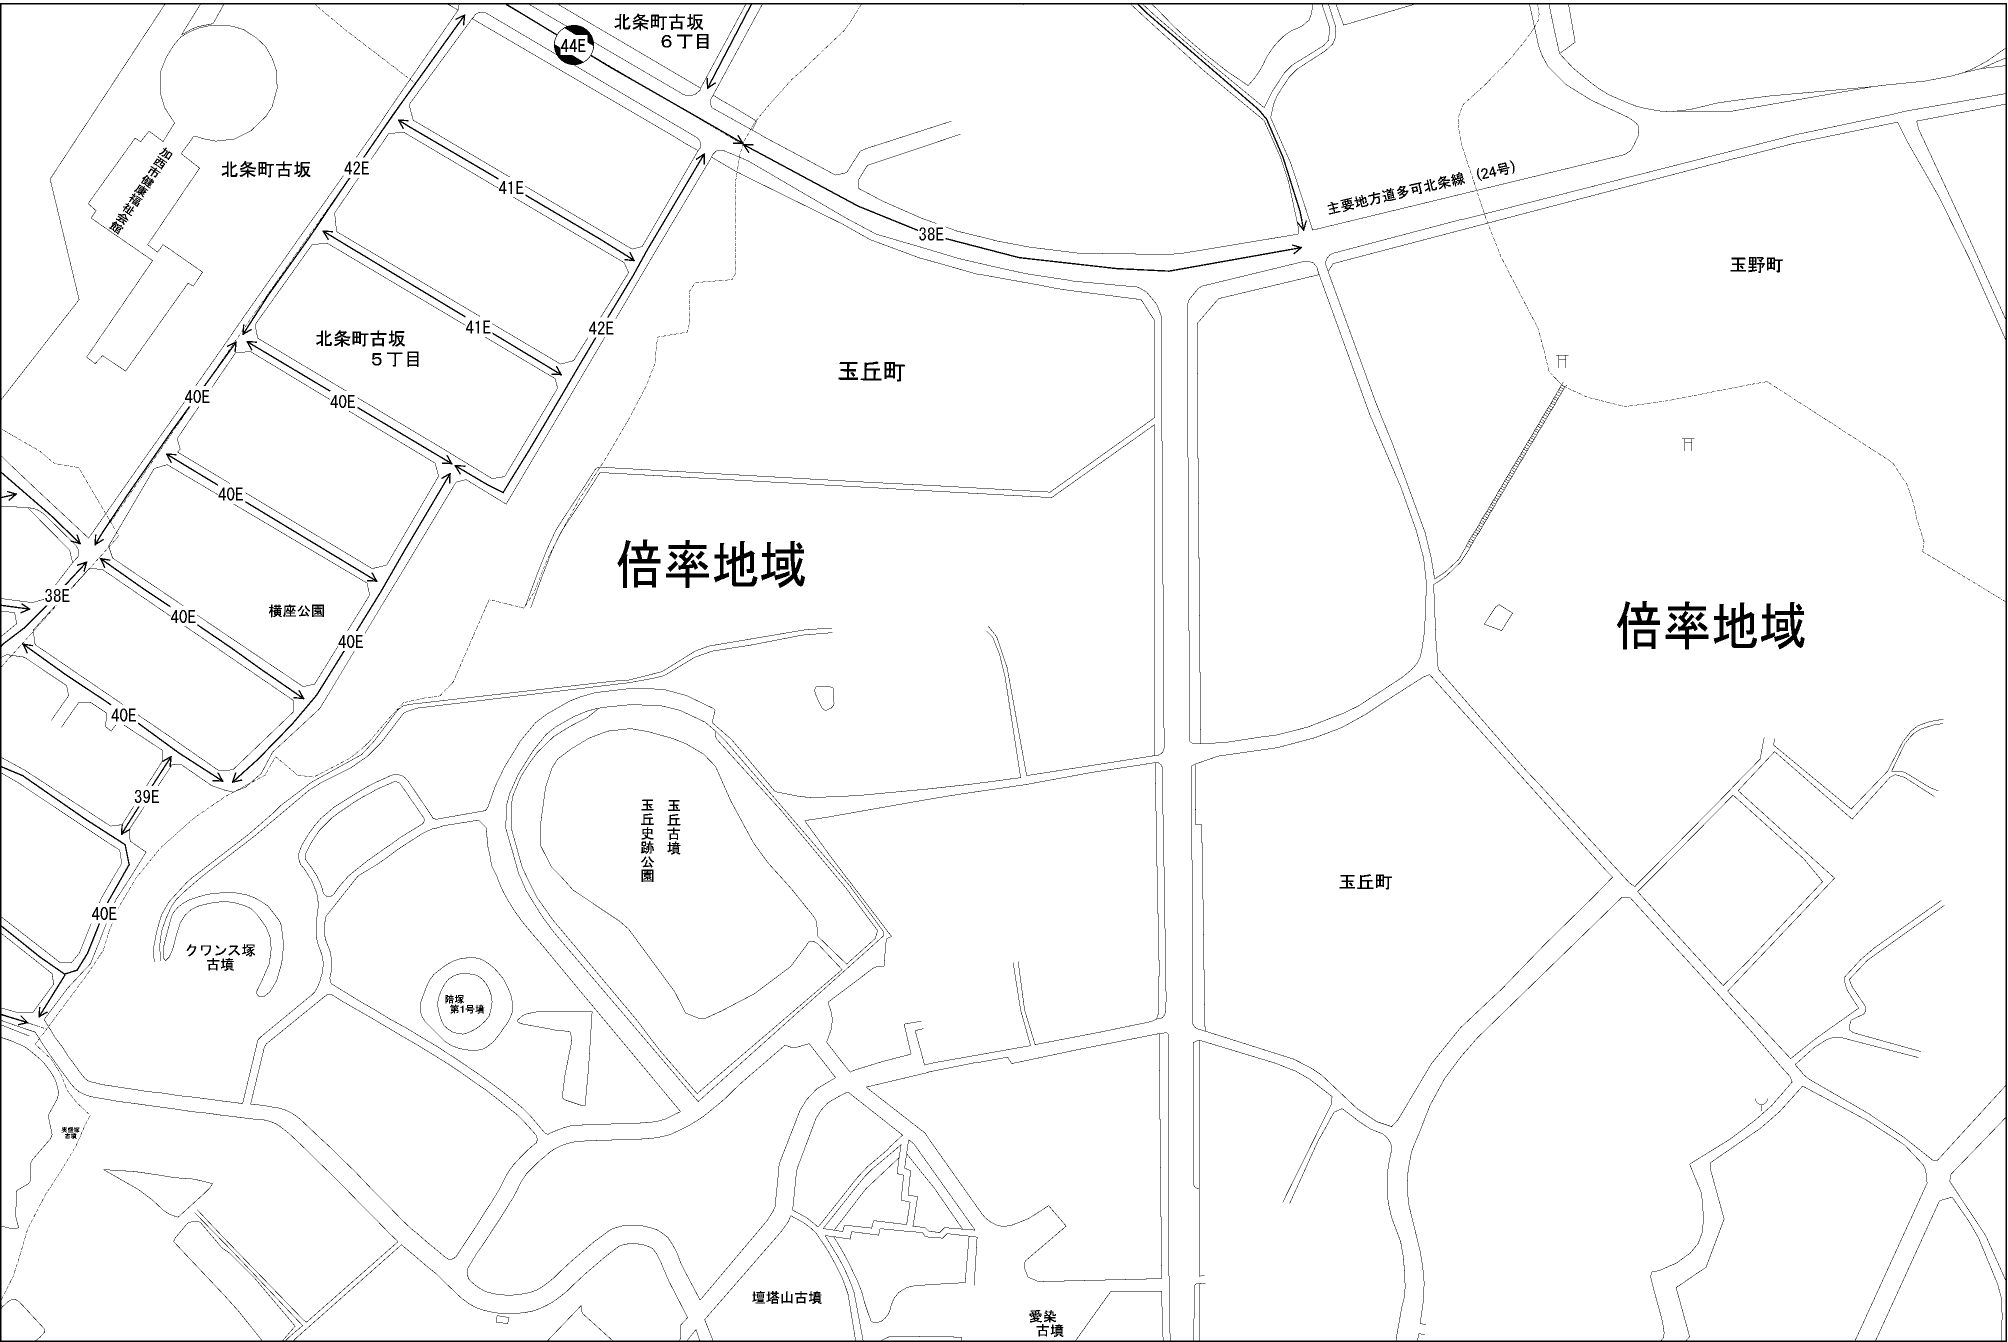 北条町古坂
６丁目
44E
北条町古坂
加西市健康福祉会館
42E
41E
38E
主要地方道多可北条線 (24号)
玉野町
41E
42E
北条町古坂
５丁目
玉丘町
40E
40E
40E
倍率地域
倍率地域
38E
横座公園
40E
40E
40E
39E
玉丘古墳
玉丘史跡公園
玉丘町
40E
クワンス塚
古墳
陪塚
第1号墳
壇塔山古墳
愛染
古墳